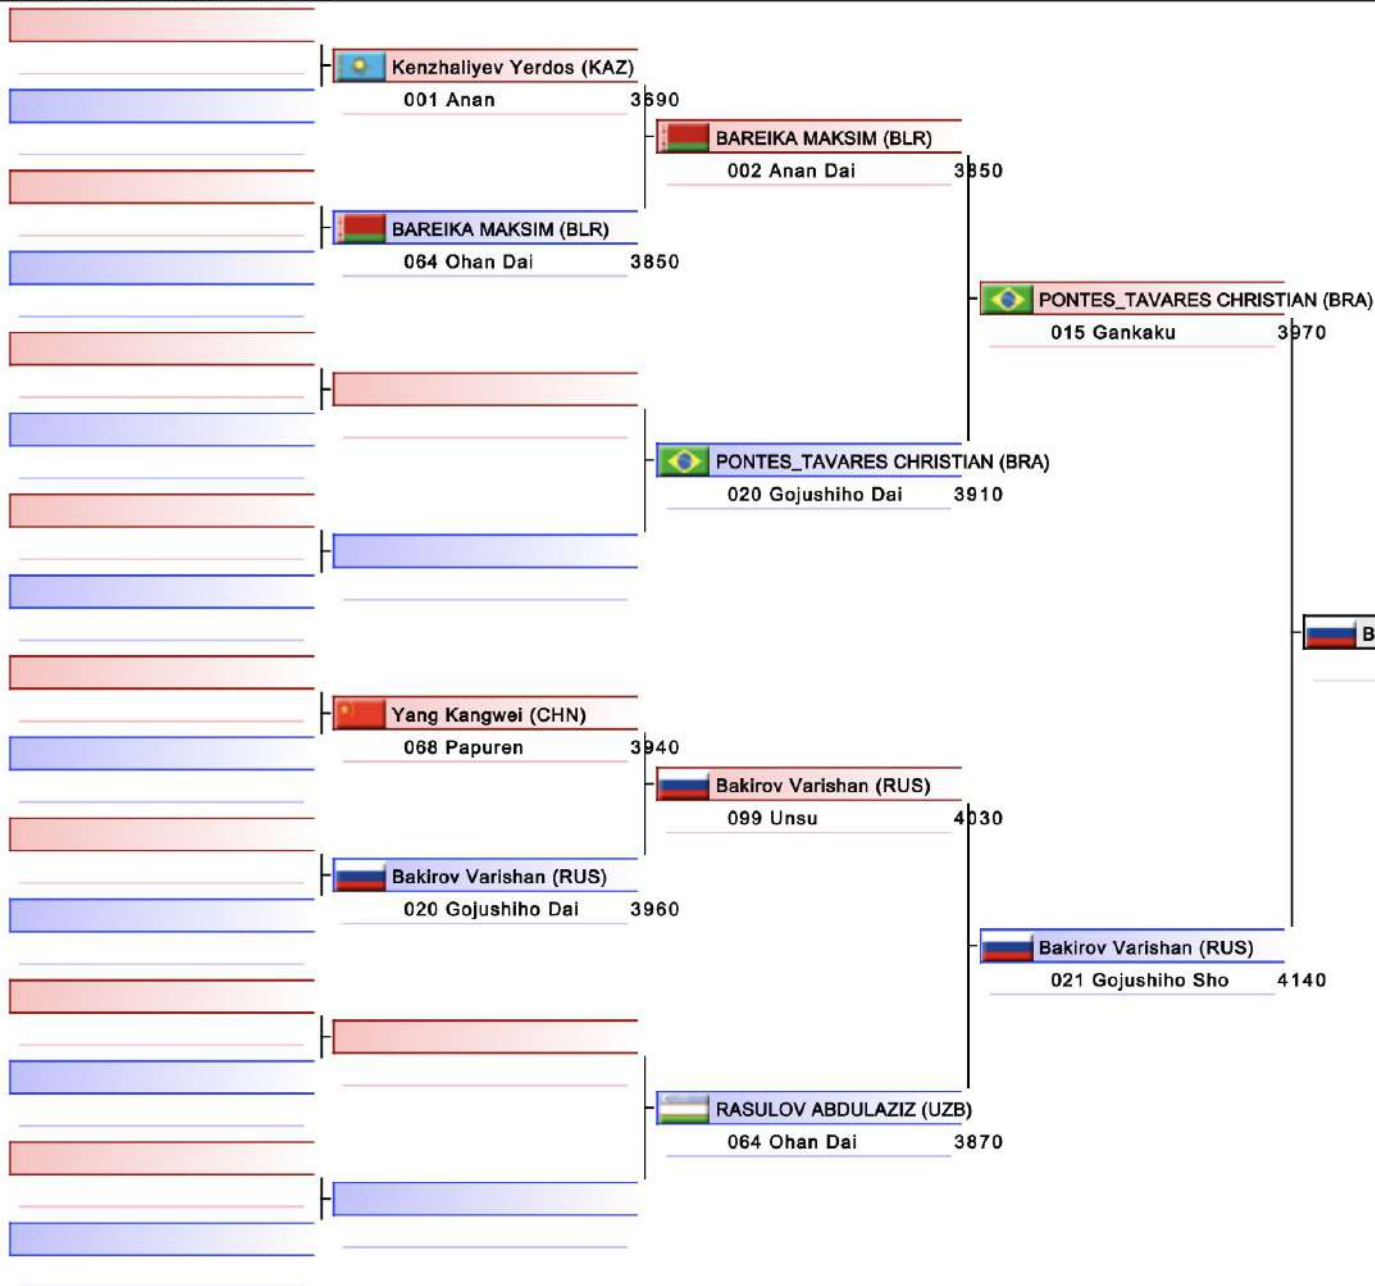 Kenzhaliyev Yerdos (KAZ)
001 Anan 3690
BAREIKA MAKSIM (BLR)
002 Anan Dai 3850
BAREIKA MAKSIM (BLR)
064 Ohan Dai 3850
PONTES_TAVARES CHRISTIAN (BRA)
015 Gankaku 3970
PONTES_TAVARES CHRISTIAN (BRA)
020 Gojushiho Dai 3910
B
Yang Kangwei (CHN)
068 Papuren 3940
Bakirov Varishan (RUS)
099 Unsu 4030
Bakirov Varishan (RUS)
020 Gojushiho Dai 3960
Bakirov Varishan (RUS)
021 Gojushiho Sho 4140
RASULOV ABDULAZIZ (UZB)
064 Ohan Dai 3870